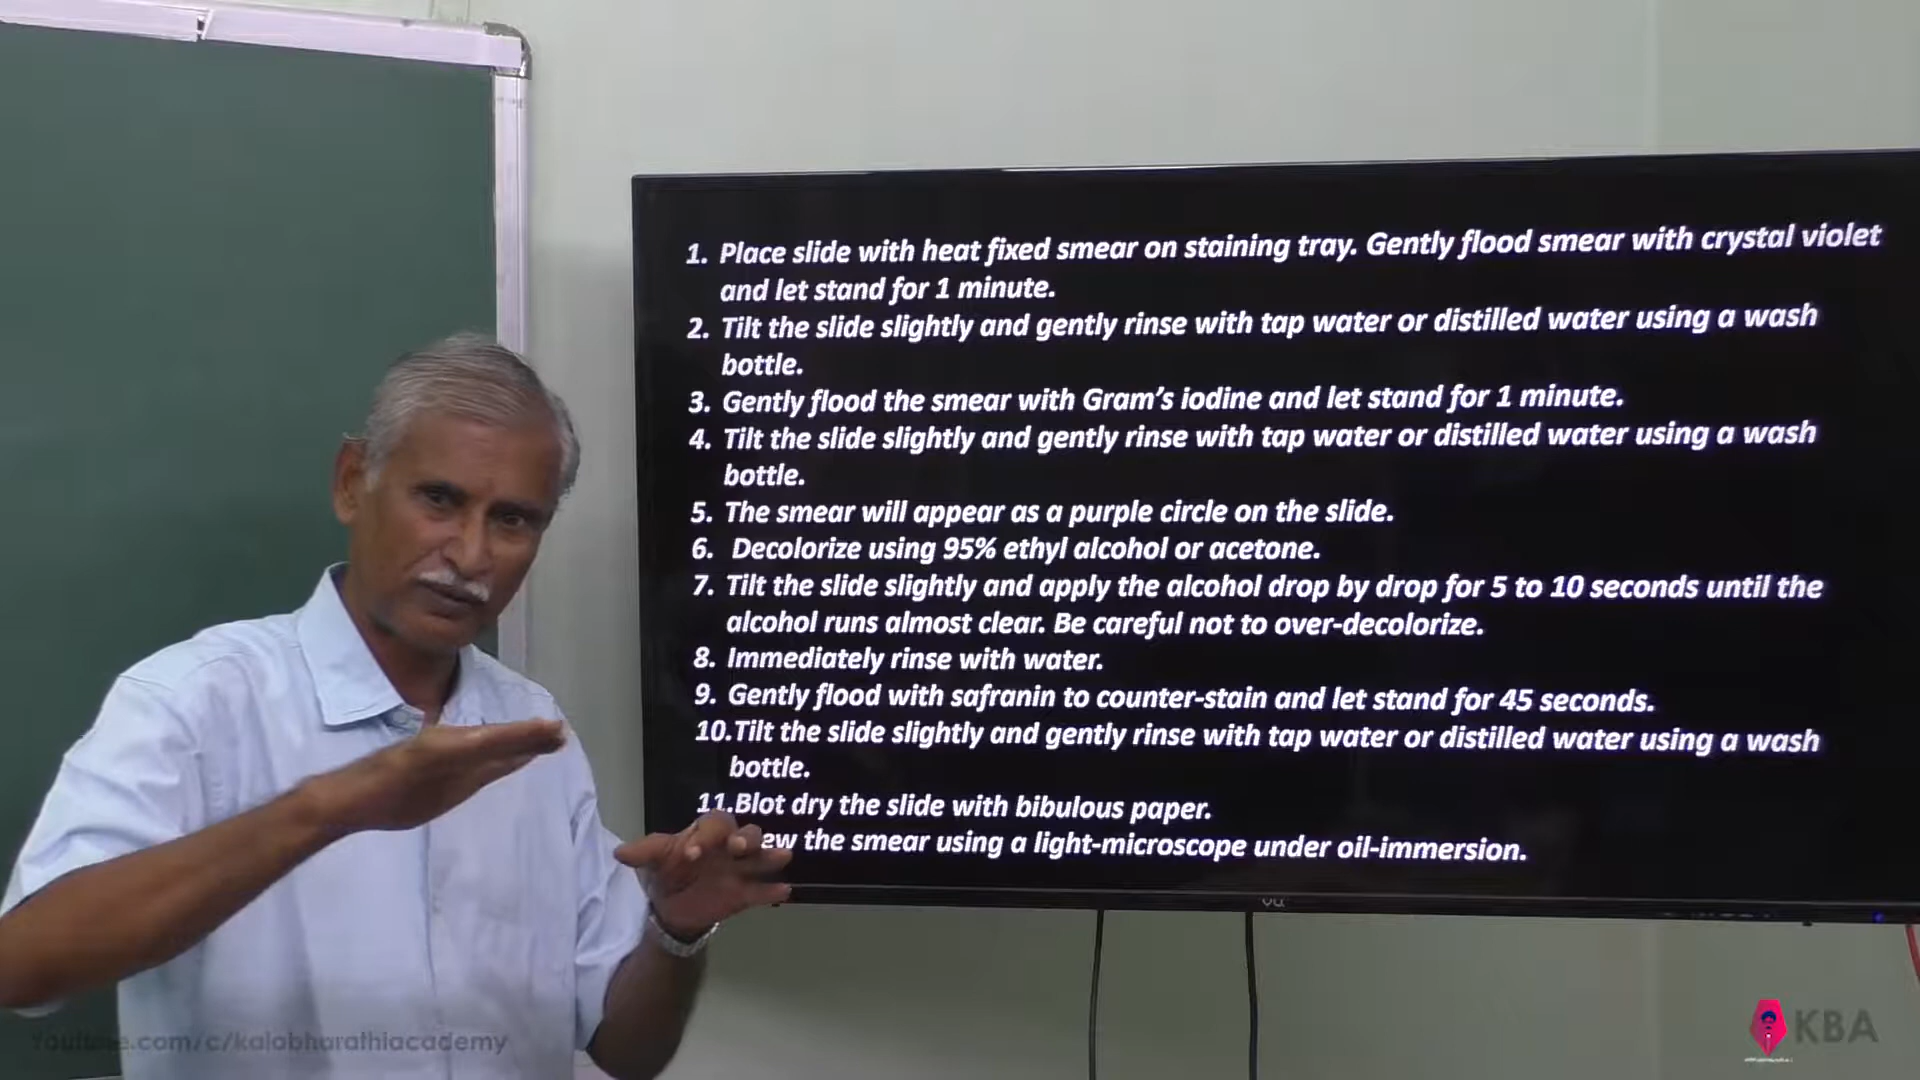 1. Place slide with heat fixed smear on staining tray. Gently flood smear with crystal violet
and let stand for 1 minute.
2. Tilt the slide slightly and gently rinse with tap water or distilled water using a wash
bottle.
3. Gently flood the smear with Gram’s iodine and let stand for 1 minute.
4. Tilt the slide slightly and gently rinse with tap water or distilled water using a wash
bottle.
5. The smear will appear as a purple circle on the slide.
6. Decolorize using 95% ethyl alcohol or acetone.
7. Tilt the slide slightly and apply the alcohol drop by drop for 5 to 10 seconds until the
alcohol runs almost clear. Be careful not to over-decolorize.
8. Immediately rinse with water.
9. Gently flood with safranin to counter-stain and let stand for 45 seconds.
10.Tilt the slide slightly and gently rinse with tap water or distilled water using a wash
bottle.
11.Blot dry the slide with bibulous paper.
the smear using a light-microscope under oil-immersion.
VU
Youtube.com/c/kalabharathiacademy
KBA